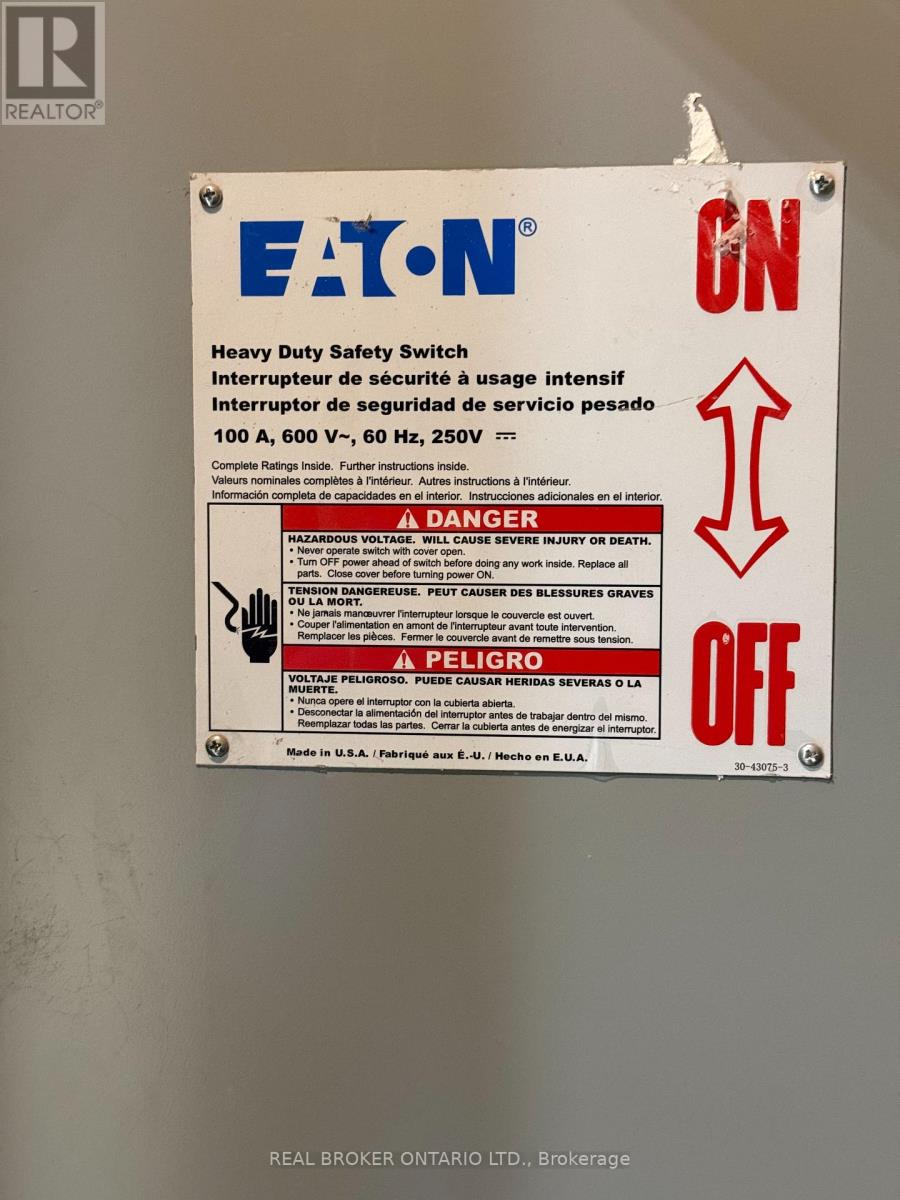 REALTOR®
EATON®
ON
Heavy Duty Safety Switch
Interrupteur de sécurité à usage intensif
Interruptor de seguridad de servicio pesado
100 A, 600 V~, 60 Hz, 250V ⎓
Complete Ratings Inside. Further instructions inside.
Valeurs nominales complètes à l'intérieur. Autres instructions à l'intérieur.
Información completa de capacidades en el interior. Instrucciones adicionales en el interior.
⚠ DANGER
HAZARDOUS VOLTAGE. WILL CAUSE SEVERE INJURY OR DEATH.
• Never operate switch with cover open.
• Turn OFF power ahead of switch before doing any work inside. Replace all
parts. Close cover before turning power ON.
TENSION DANGEREUSE. PEUT CAUSER DES BLESSURES GRAVES
OU LA MORT.
• Ne jamais manœuvrer l'interrupteur lorsque le couvercle est ouvert.
• Couper l'alimentation en amont de l'interrupteur avant toute intervention.
Remplacer les pièces. Fermer le couvercle avant de remettre sous tension.
⚠ PELIGRO
VOLTAJE PELIGROSO. PUEDE CAUSAR HERIDAS SEVERAS O LA
MUERTE.
• Nunca opere el interruptor con la cubierta abierta.
• Desconectar la alimentación del interruptor antes de trabajar dentro del mismo.
Reemplazar todas las partes. Cerrar la cubierta antes de energizar el interruptor.
OFF
Made in U.S.A. / Fabriqué aux É.-U. / Hecho en E.U.A.
30-43075-3
REAL BROKER ONTARIO LTD., Brokerage